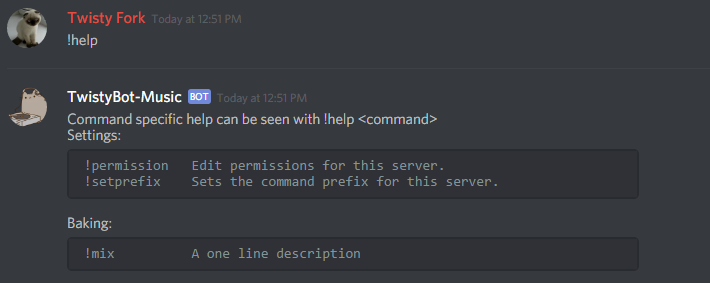 Twisty Fork Today at 12:51 PM
!help
TwistyBot-Music BOT Today at 12:51 PM
Command specific help can be seen with !help <command>
Settings:
!permission Edit permissions for this server.
!setprefix Sets the command prefix for this server.
Baking:
!mix A one line description